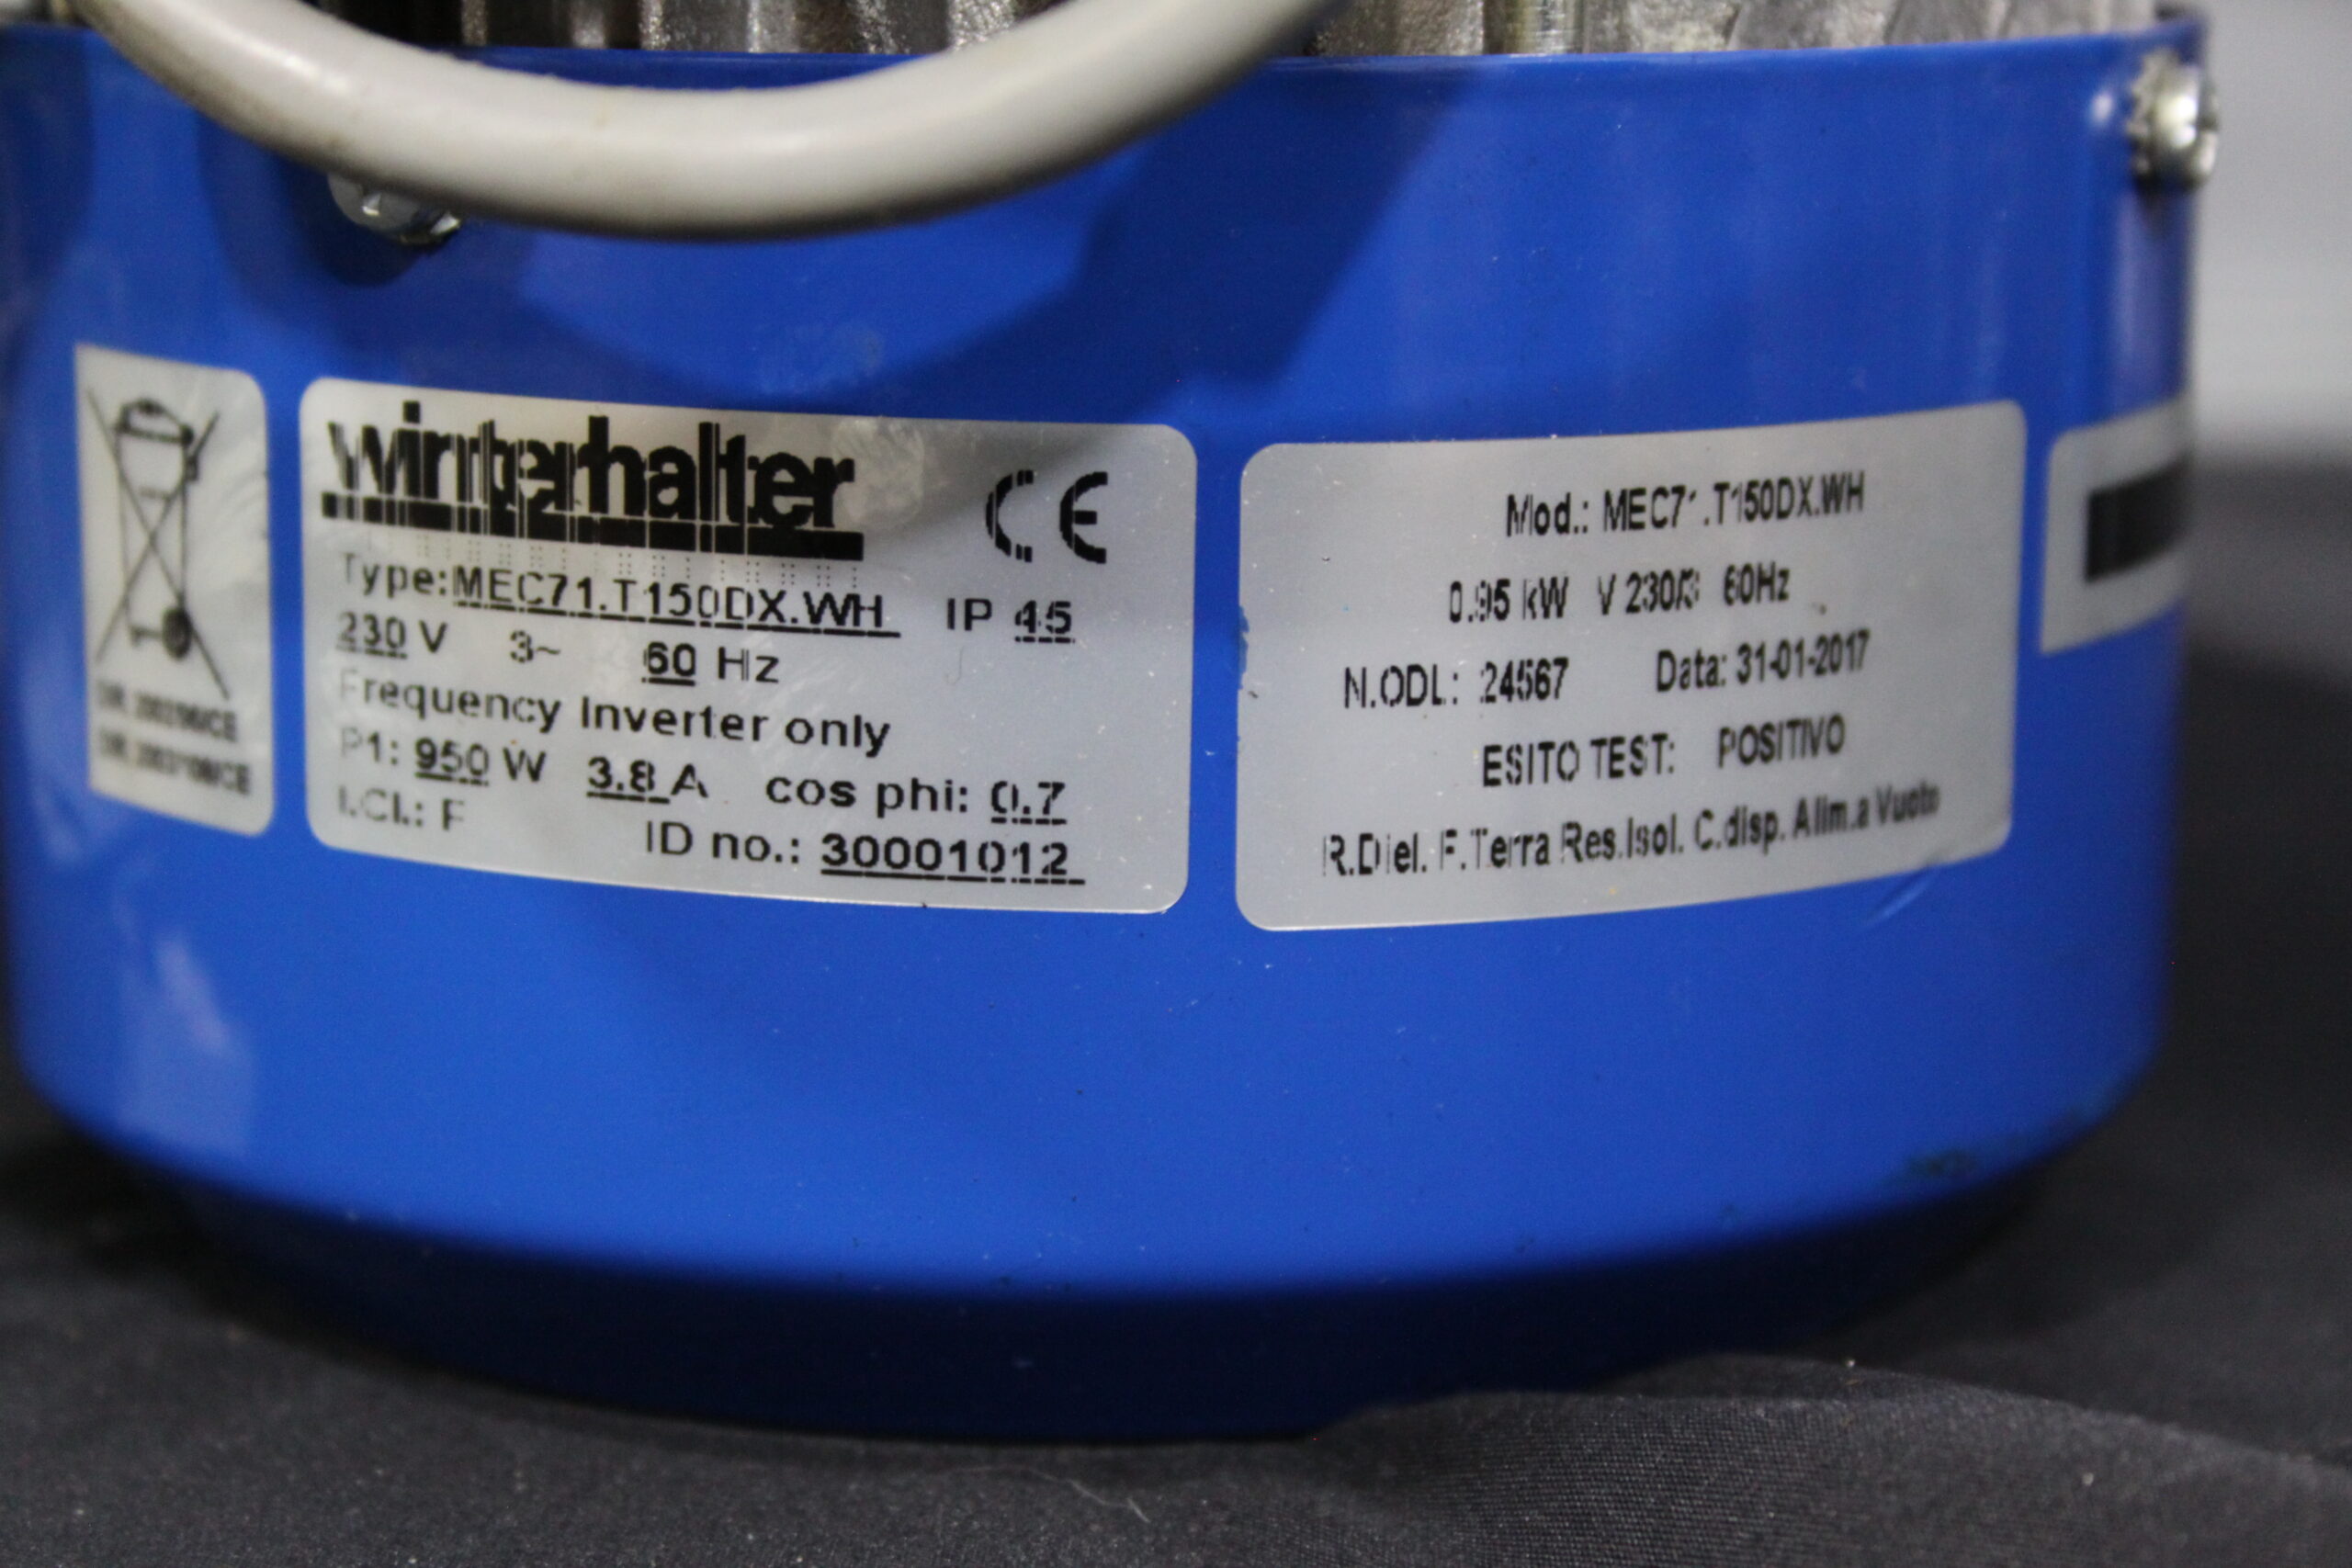 winterhalter
CE
Type: MEC71.T150DX.WH IP 45
230 V 3~ 60 Hz
Frequency Inverter only
P1: 950 W 3.8 A cos phi: 0.7
I.Cl.: F
ID no.: 30001012
Mod.: MEC71.T150DX.WH
0.95 kW V 230/3 60Hz
N.ODL: 24567 Data: 31-01-2017
ESITO TEST: POSITIVO
R.Diel. F.Terra Res.Isol. C.disp. Alim.a Vuoto